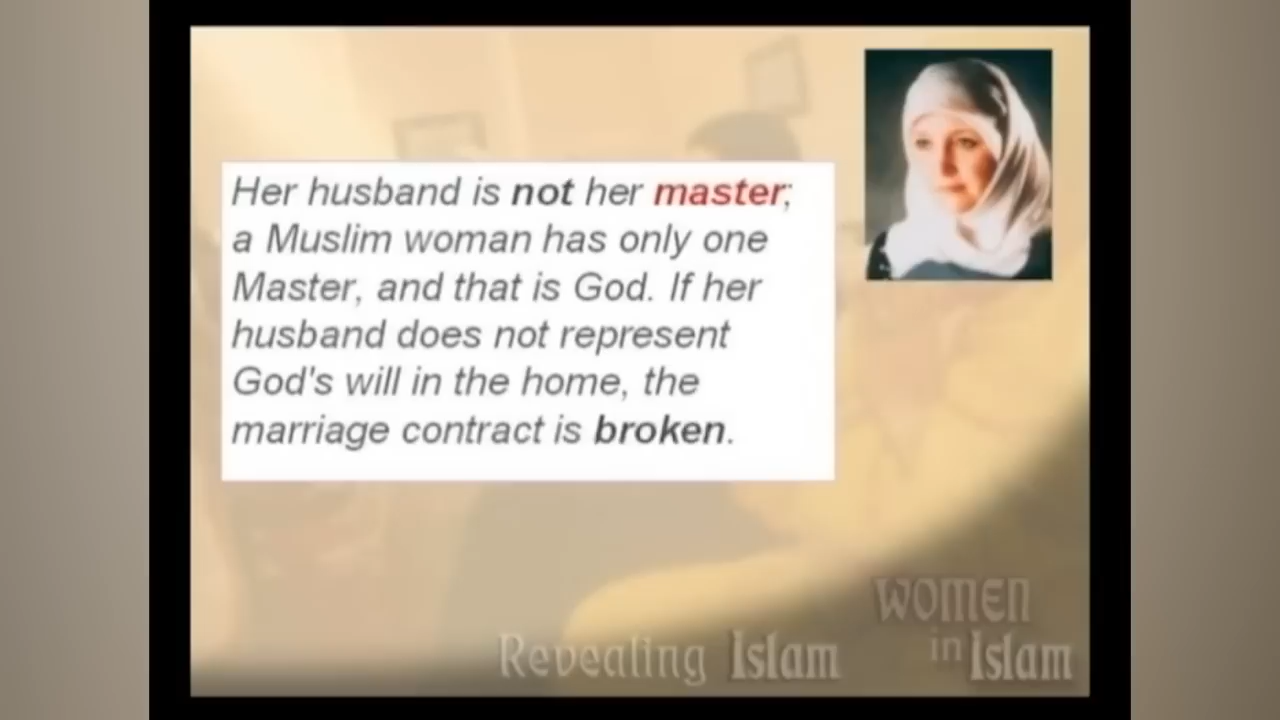 Her husband is not her master;
a Muslim woman has only one
Master, and that is God. If her
husband does not represent
God's will in the home, the
marriage contract is broken.
Revealing Islam
women
in Islam